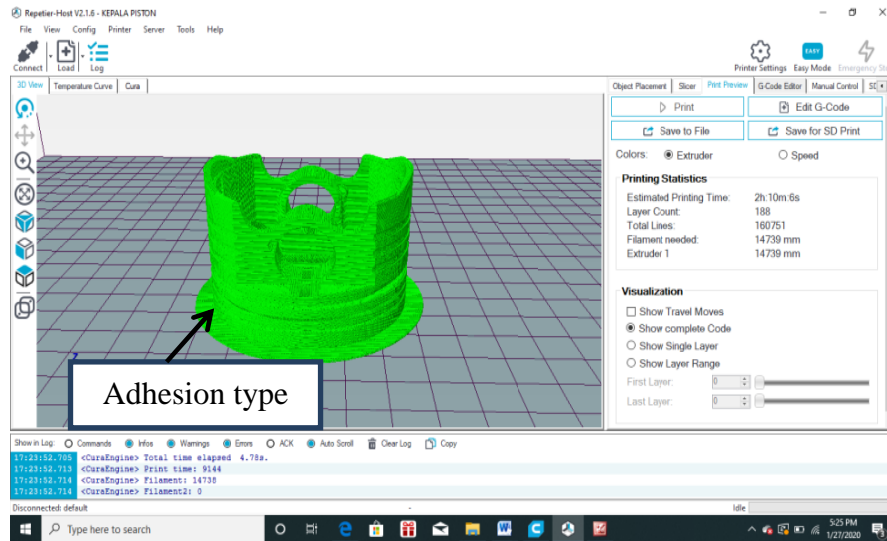 Repetier-Host V2.1.6 - KEPALA PISTON
File View Config Printer Server Tools Help
Connect Load Log Printer Settings Easy Mode Emergency St
EASY
3D View Temperature Curve Cura
Object Placement Slicer Print Preview G-Code Editor Manual Control SD
Print Edit G-Code
Save to File Save for SD Print
Colors: Extruder Speed
Printing Statistics
Estimated Printing Time: 2h:10m:6s
Layer Count: 188
Total Lines: 160751
Filament needed: 14739 mm
Extruder 1 14739 mm
Visualization
Show Travel Moves
Show complete Code
Show Single Layer
Show Layer Range
First Layer: 0
Last Layer: 0
Z
Adhesion type
Show in Log: Commands Infos Warnings Errors ACK Auto Scroll Clear Log Copy
17:23:52.705 <CuraEngine> Total time elapsed 4.78s.
17:23:52.713 <CuraEngine> Print time: 9144
17:23:52.714 <CuraEngine> Filament: 14738
17:23:52.714 <CuraEngine> Filament2: 0
Disconnected: default - Idle
Type here to search
5:25 PM
1/27/2020